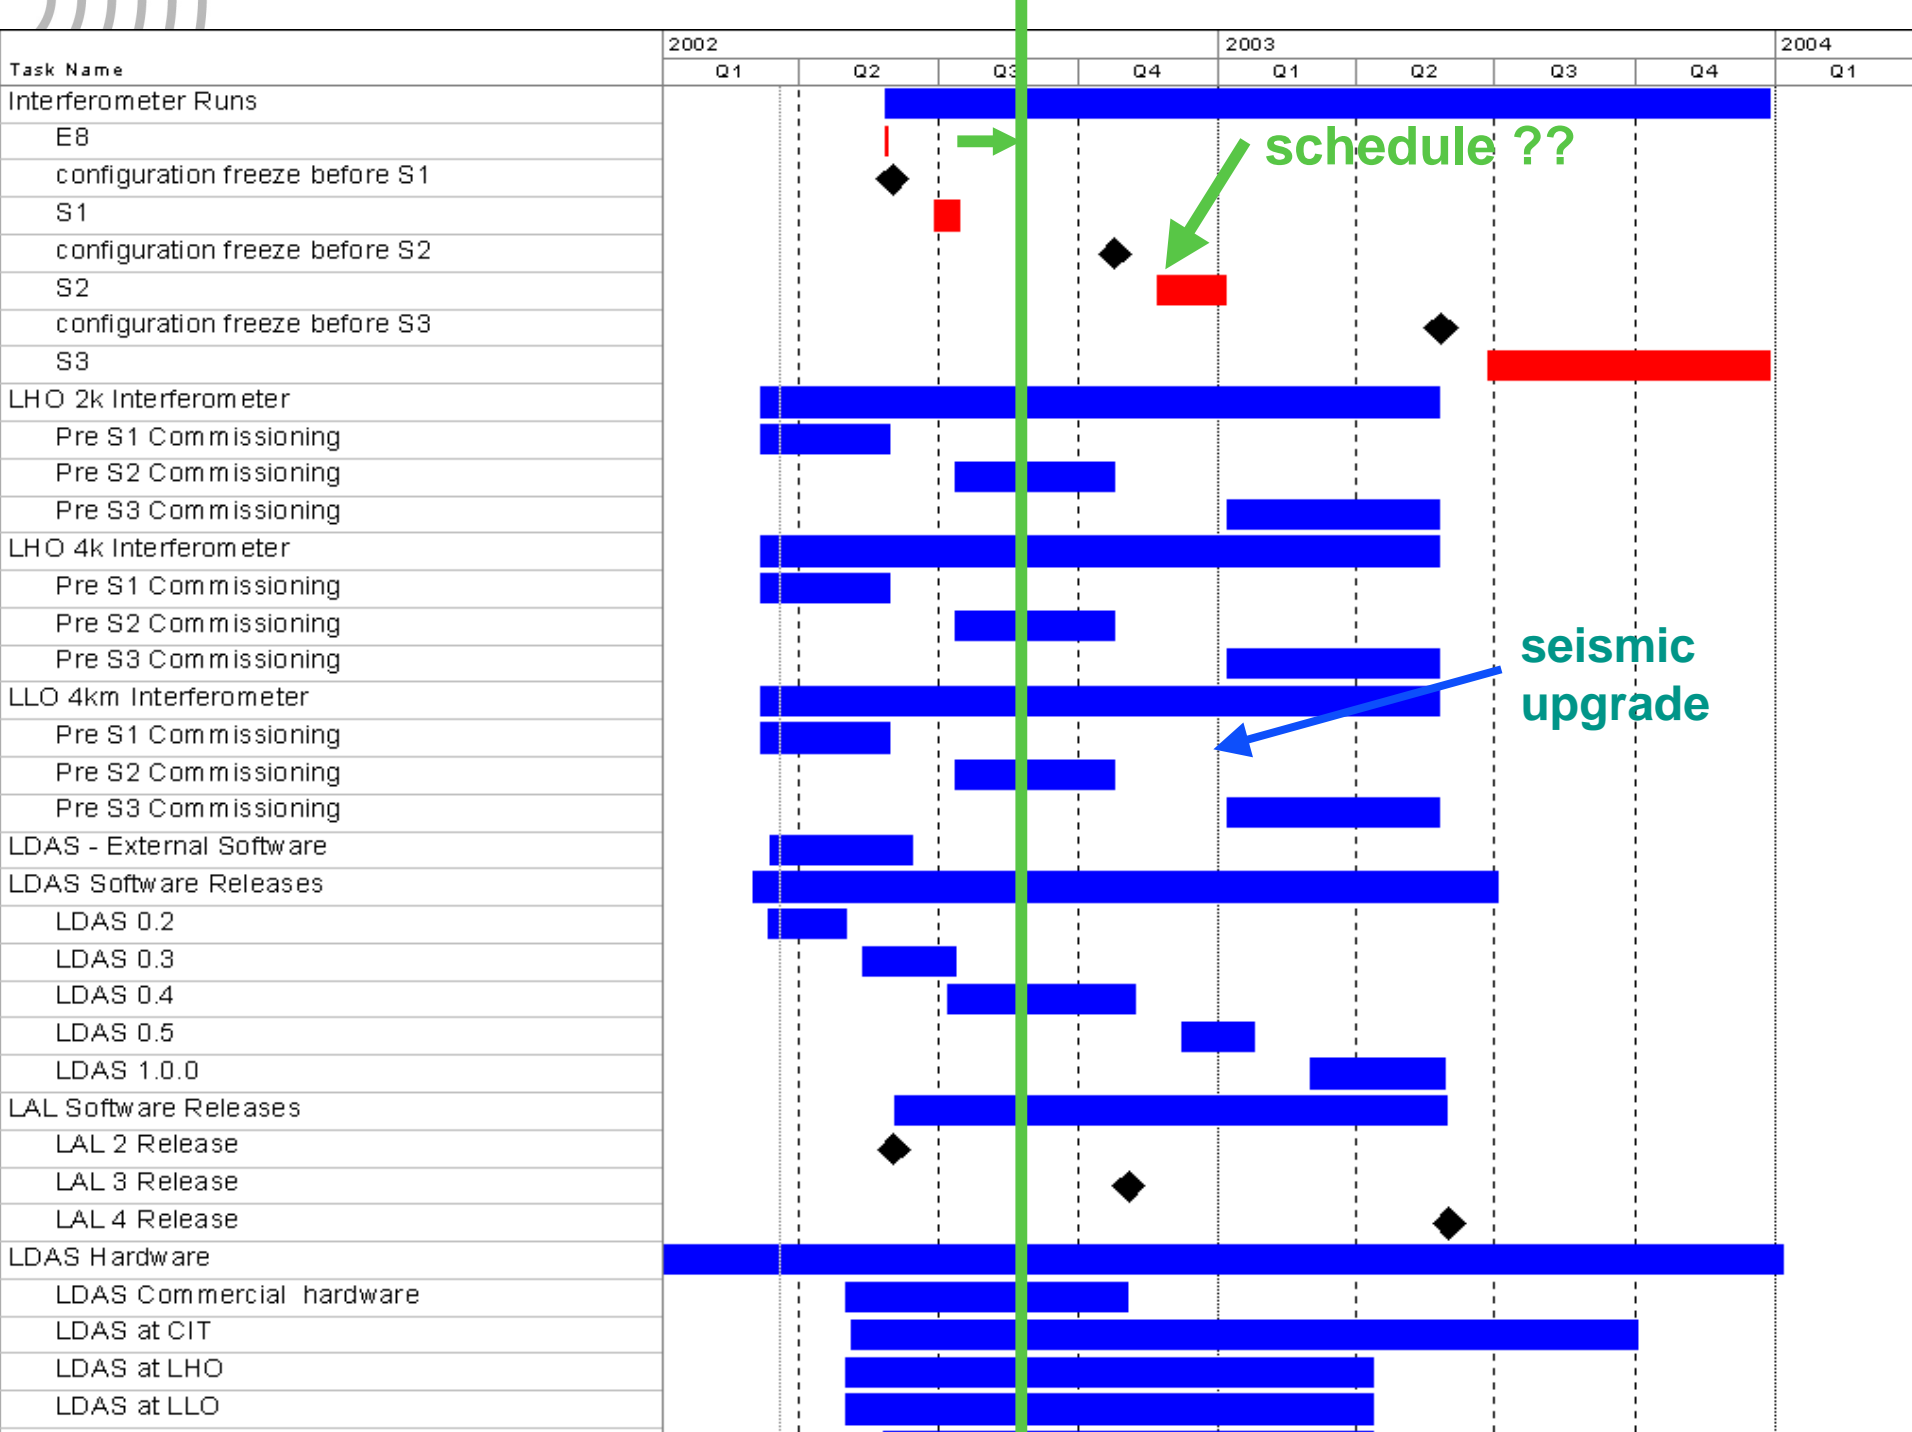 2002 2003 2004
Task Name Q1 Q2 Q3 Q4 Q1 Q2 Q3 Q4 Q1
Interferometer Runs
E8
schedule ??
configuration freeze before S1
S1
configuration freeze before S2
S2
configuration freeze before S3
S3
LHO 2k Interferometer
Pre S1 Commissioning
Pre S2 Commissioning
Pre S3 Commissioning
LHO 4k Interferometer
Pre S1 Commissioning
Pre S2 Commissioning
Pre S3 Commissioning
seismic
upgrade
LLO 4km Interferometer
Pre S1 Commissioning
Pre S2 Commissioning
Pre S3 Commissioning
LDAS - External Software
LDAS Software Releases
LDAS 0.2
LDAS 0.3
LDAS 0.4
LDAS 0.5
LDAS 1.0.0
LAL Software Releases
LAL 2 Release
LAL 3 Release
LAL 4 Release
LDAS Hardware
LDAS Commercial hardware
LDAS at CIT
LDAS at LHO
LDAS at LLO